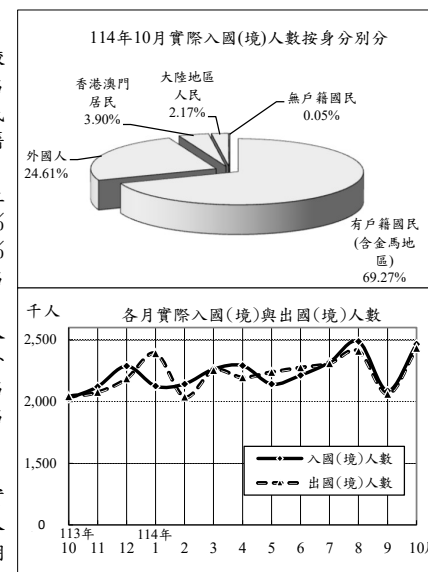 114年10月實際入國(境)人數按身分別分
香港澳門
居民
3.90%
大陸地區
人民
2.17%
無戶籍國民
0.05%
外國人
24.61%
有戶籍國民
(含金馬地
區)
69.27%
千人
各月實際入國(境)與出國(境)人數
2,500
2,000
1,500
0
入國(境)人數
出國(境)人數
113年 114年
10 11 12 1 2 3 4 5 6 7 8 9 10月